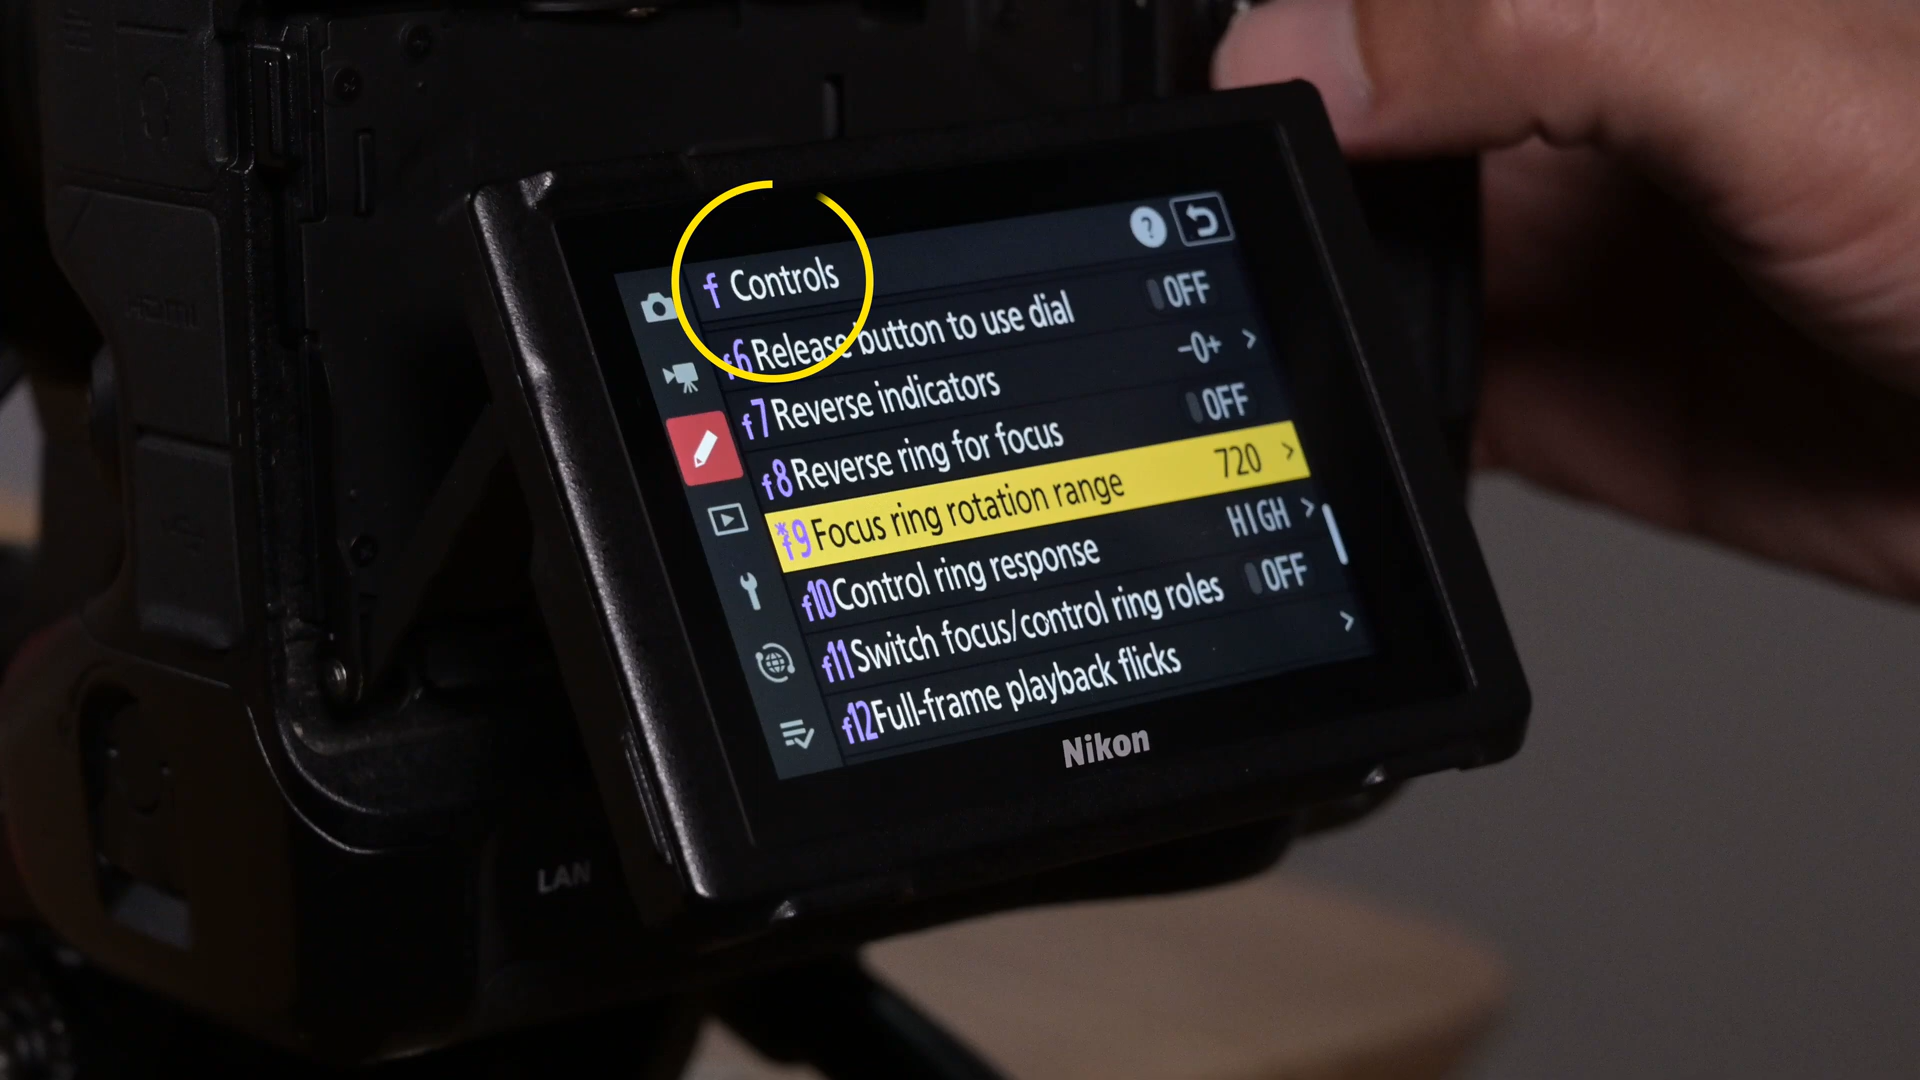 f Controls ?
f6 Release button to use dial OFF
f7 Reverse indicators -0+ >
f8 Reverse ring for focus OFF
*f9 Focus ring rotation range 720 >
f10 Control ring response HIGH >
f11 Switch focus/control ring roles OFF
f12 Full-frame playback flicks >
Nikon
LAN
HDMI